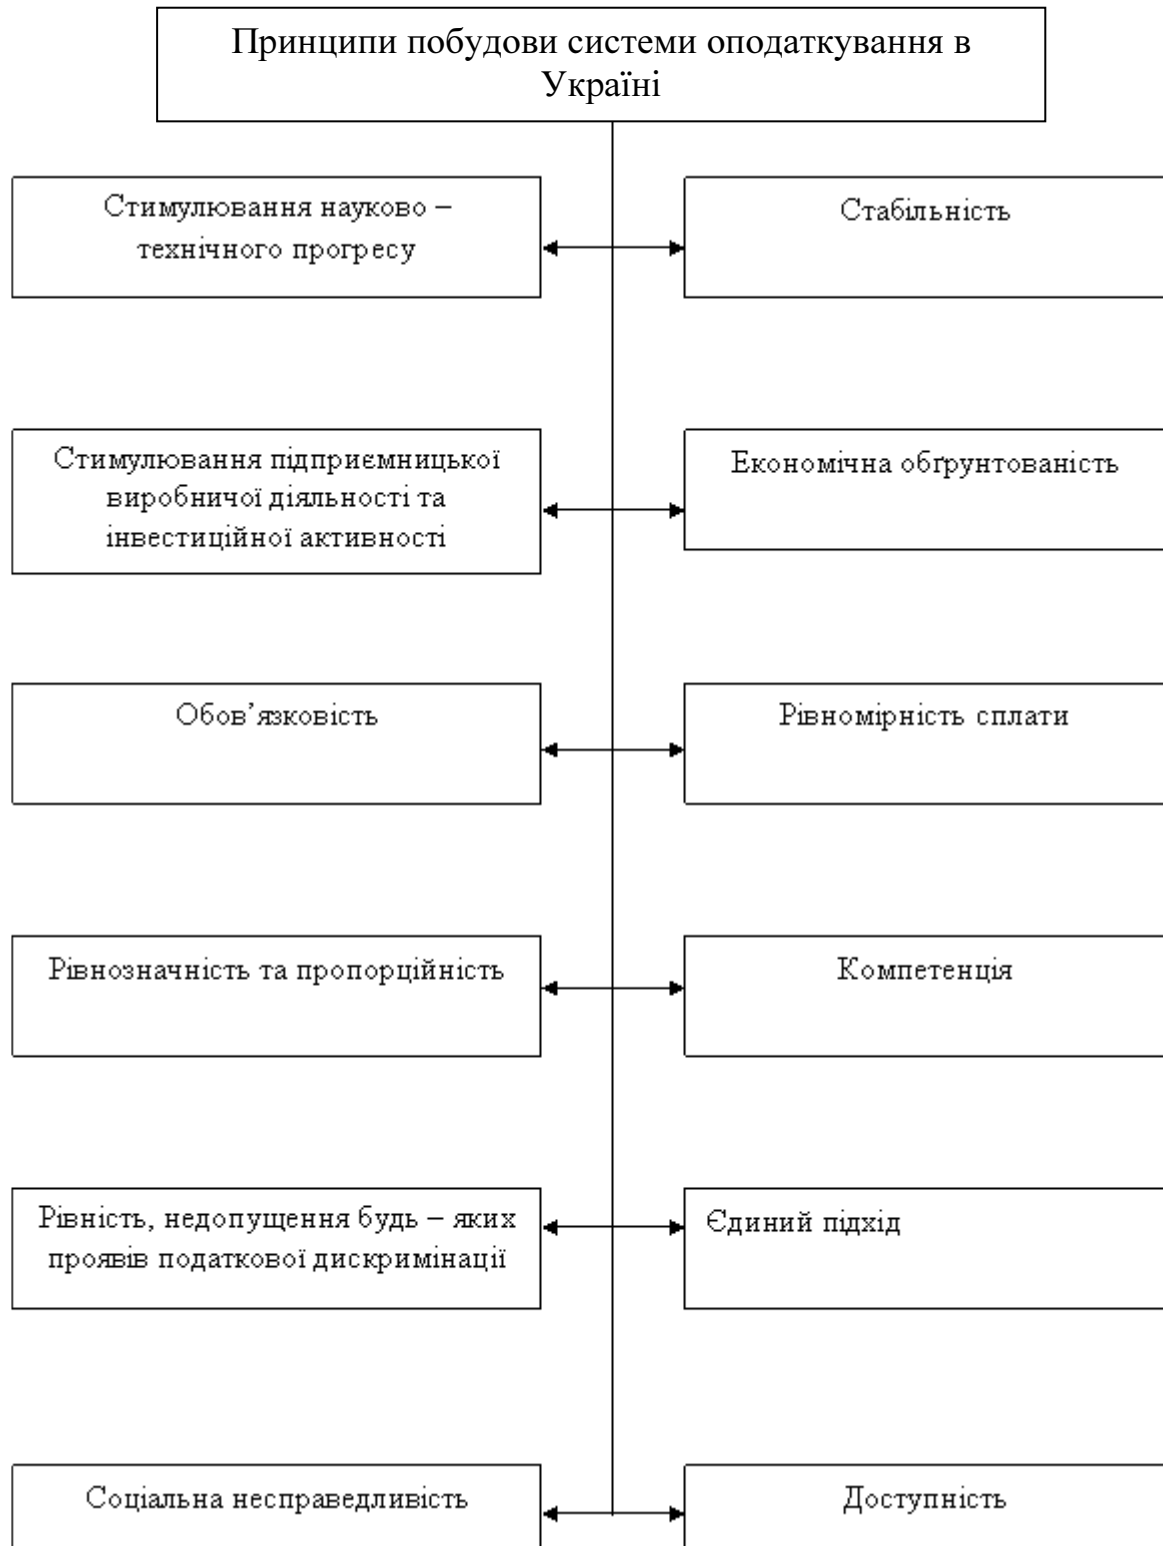 Принципи побудови системи оподаткування в
Україні
Стимулювання науково –
технічного прогресу
Стабільність
Стимулювання підприємницької
виробничої діяльності та
інвестиційної активності
Економічна обґрунтованість
Обов’язковість
Рівномірність сплати
Рівнозначність та пропорційність
Компетенція
Рівність, недопущення будь – яких
проявів податкової дискримінації
Єдиний підхід
Соціальна несправедливість
Доступність